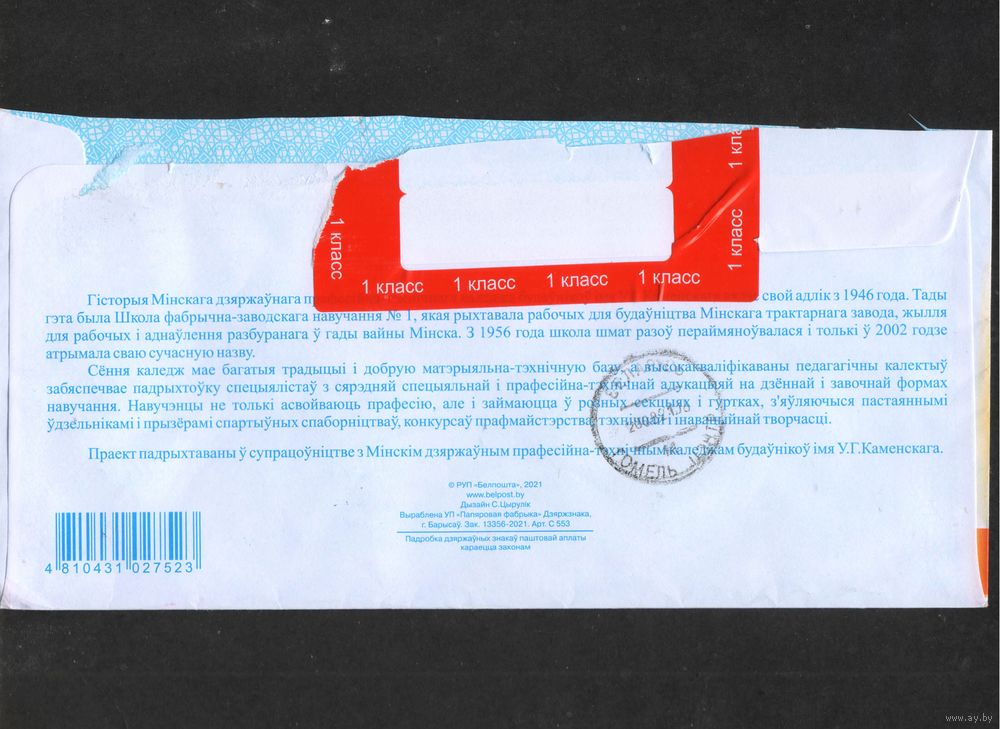 1 класс
1 класс
1 класс
1 класс
1 класс
1 класс
1 кла
Гісторыя Мінскага дзяржаўнага свой адлік з 1946 года. Тады
гэта была Школа фабрычна-заводскага навучання № 1, якая рыхтавала рабочых для будаўніцтва Мінскага трактарнага завода, жылля
для рабочых і аднаўлення разбуранага ў гады вайны Мінска. З 1956 года школа шмат разоў перайменоўвалася і толькі ў 2002 годзе
атрымала сваю сучасную назву.
Сёння каледж мае багатыя традыцыі і добрую матэрыяльна-тэхнічную базу, а высокакваліфікаваны педагагічны калектыў
забяспечвае падрыхтоўку спецыялістаў з сярэдняй спецыяльнай і прафесійна-тэхнічнай адукацыяй на дзённай і завочнай формах
навучання. Навучэнцы не толькі асвойваюць прафесію, але і займаюцца ў розных секцыях і гуртках, з'яўляючыся пастаяннымі
ўдзельнікамі і прызёрамі спартыўных спаборніцтваў, конкурсаў прафмайстэрства, тэхнічнай і інавацыйнай творчасці.
Праект падрыхтаваны ў супрацоўніцтве з Мінскім дзяржаўным прафесійна-тэхнічным каледжам будаўнікоў імя У.Г.Каменскага.
© РУП «Белпошта», 2021
www.belpost.by
Дызайн С.Цырулік
Выраблена УП «Папяровая фабрыка» Дзяржзнака,
г. Барысаў. Зак. 13356-2021. Арт. С 553
Падробка дзяржаўных знакаў паштовай аплаты
караецца законам
4 810431 027523
ГОМЕЛЬ ЦЭНТР
www.ay.by